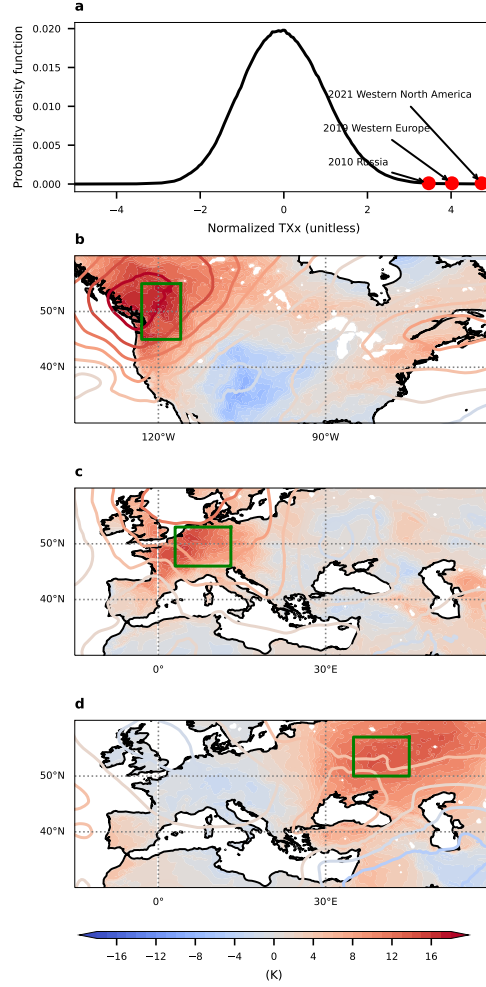 a
0.020
0.015
0.010
0.005
0.000
Probability density function
2021 Western North America
2019 Western Europe
2010 Russia
−4
−2
0
2
4
Normalized TXx (unitless)
b
50°N
40°N
120°W
90°W
c
50°N
40°N
0°
30°E
d
50°N
40°N
0°
30°E
−16
−12
−8
−4
0
4
8
12
16
(K)